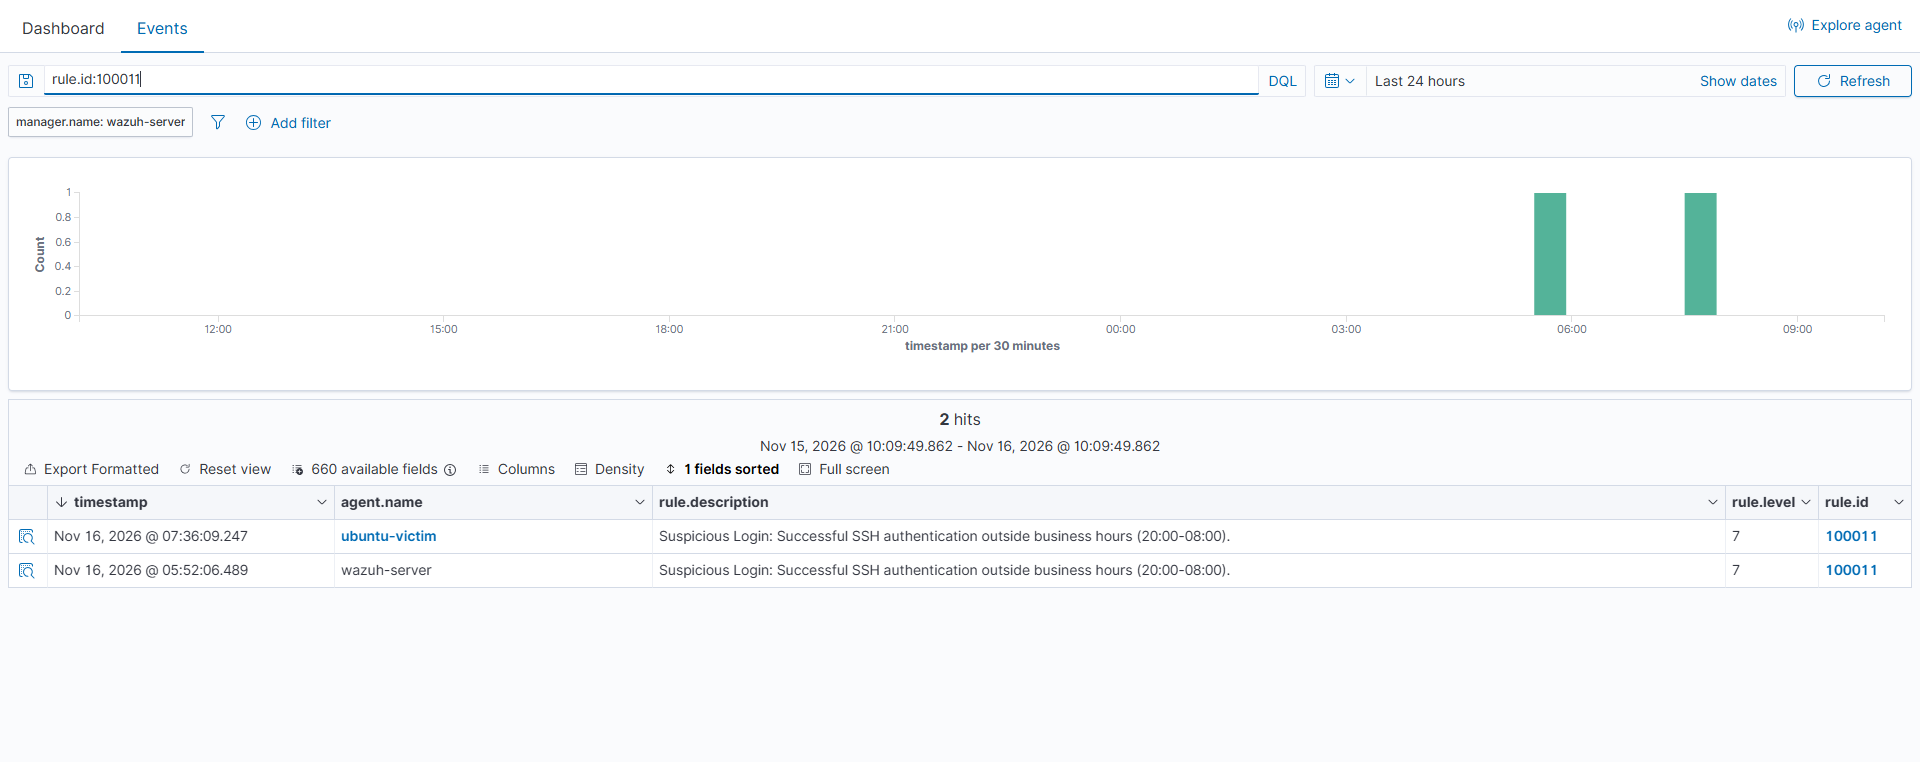 Dashboard Events Explore agent
rule.id:100011 DQL Last 24 hours Show dates Refresh
manager.name: wazuh-server Add filter
1
0.8
0.6
0.4
0.2
0
Count
12:00 15:00 18:00 21:00 00:00 03:00 06:00 09:00
timestamp per 30 minutes
2 hits
Nov 15, 2026 @ 10:09:49.862 - Nov 16, 2026 @ 10:09:49.862
Export Formatted Reset view 660 available fields Columns Density 1 fields sorted Full screen
timestamp agent.name rule.description rule.level rule.id
Nov 16, 2026 @ 07:36:09.247 ubuntu-victim Suspicious Login: Successful SSH authentication outside business hours (20:00-08:00). 7 100011
Nov 16, 2026 @ 05:52:06.489 wazuh-server Suspicious Login: Successful SSH authentication outside business hours (20:00-08:00). 7 100011